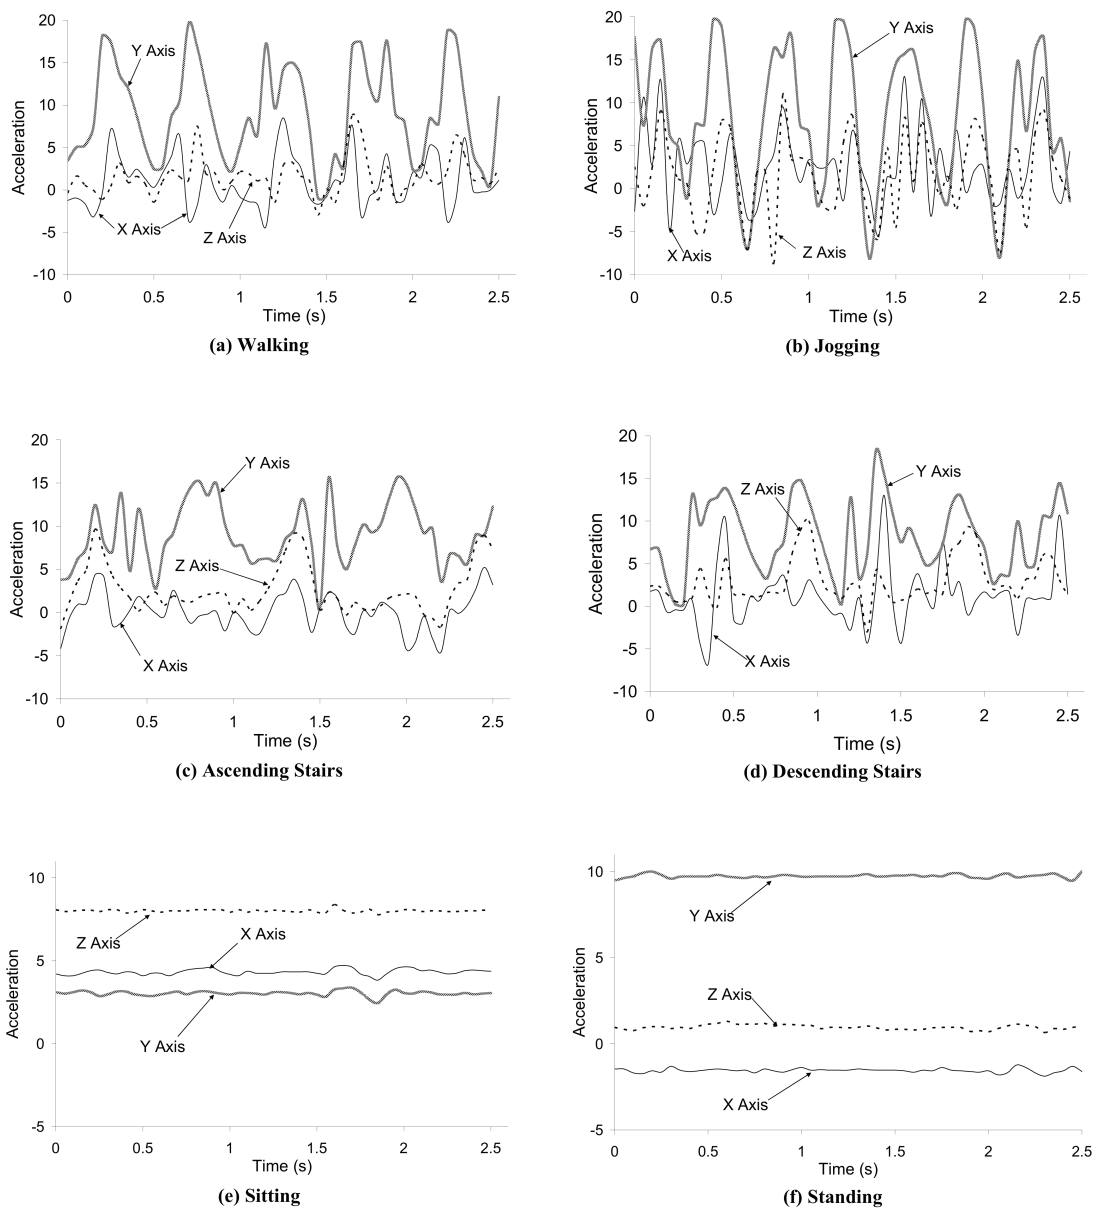 20
15
10
5
0
-5
-10
Acceleration
Y Axis
X Axis
Z Axis
0 0.5 1 1.5 2 2.5
Time (s)
(a) Walking
20
15
10
5
0
-5
-10
Acceleration
Y Axis
X Axis
Z Axis
0 0.5 1 1.5 2 2.5
Time (s)
(b) Jogging
20
15
10
5
0
-5
-10
Acceleration
Y Axis
Z Axis
X Axis
0 0.5 1 1.5 2 2.5
Time (s)
(c) Ascending Stairs
20
15
10
5
0
-5
-10
Acceleration
Y Axis
Z Axis
X Axis
0 0.5 1 1.5 2 2.5
Time (s)
(d) Descending Stairs
10
5
0
-5
Acceleration
Z Axis
X Axis
Y Axis
0 0.5 1 1.5 2 2.5
Time (s)
(e) Sitting
10
5
0
-5
Acceleration
Y Axis
Z Axis
X Axis
0 0.5 1 1.5 2 2.5
Time (s)
(f) Standing